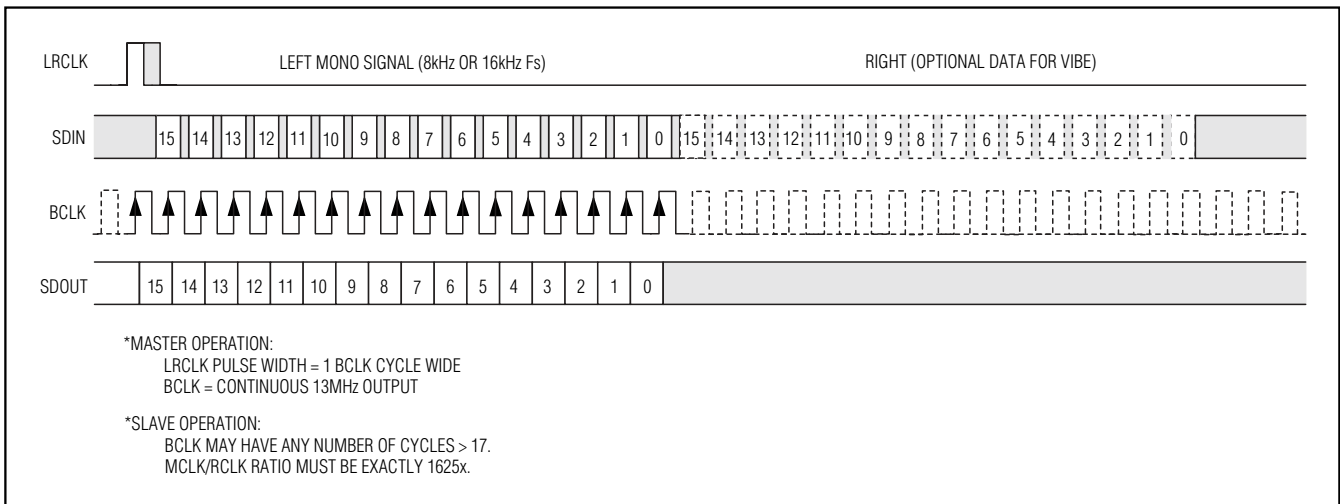 LRCLK LEFT MONO SIGNAL (8kHz OR 16kHz Fs) RIGHT (OPTIONAL DATA FOR VIBE)
SDIN 15 14 13 12 11 10 9 8 7 6 5 4 3 2 1 0 15 14 13 12 11 10 9 8 7 6 5 4 3 2 1 0
BCLK
SDOUT 15 14 13 12 11 10 9 8 7 6 5 4 3 2 1 0
*MASTER OPERATION:
LRCLK PULSE WIDTH = 1 BCLK CYCLE WIDE
BCLK = CONTINUOUS 13MHz OUTPUT
*SLAVE OPERATION:
BCLK MAY HAVE ANY NUMBER OF CYCLES > 17.
MCLK/RCLK RATIO MUST BE EXACTLY 1625x.